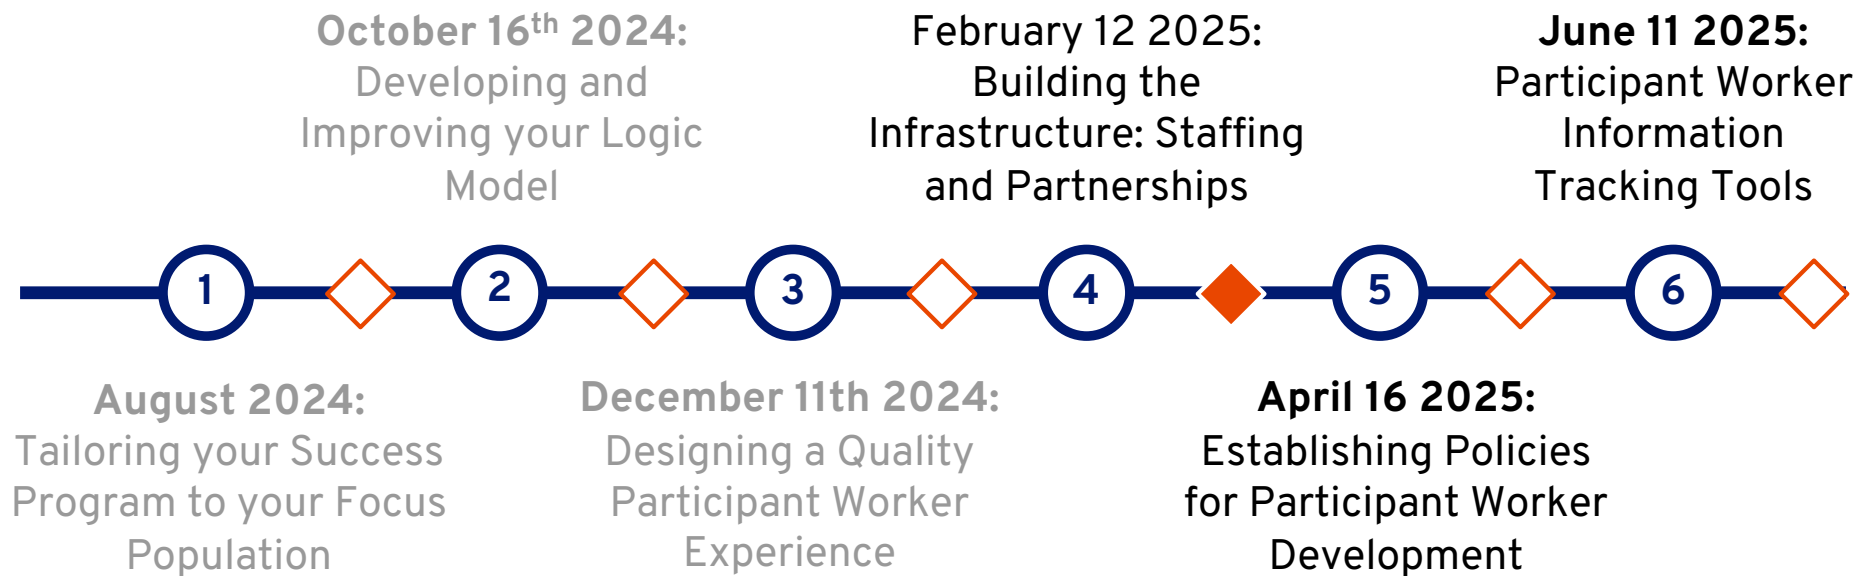 October 16th 2024:
Developing and
Improving your Logic
Model
February 12 2025:
Building the
Infrastructure: Staffing
and Partnerships
June 11 2025:
Participant Worker
Information
Tracking Tools
1
2
3
4
5
6
August 2024:
Tailoring your Success
Program to your Focus
Population
December 11th 2024:
Designing a Quality
Participant Worker
Experience
April 16 2025:
Establishing Policies
for Participant Worker
Development